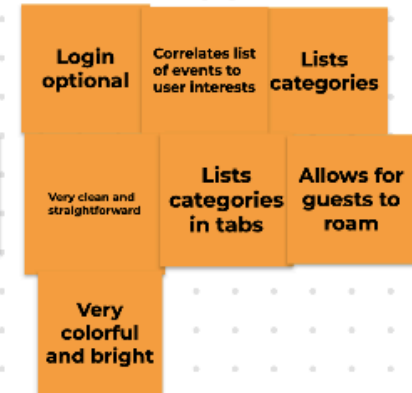 Login
optional
Correlates list
of events to
user interests
Lists
categories
Very clean and
straightforward
Lists
categories
in tabs
Allows for
guests to
roam
Very
colorful
and bright